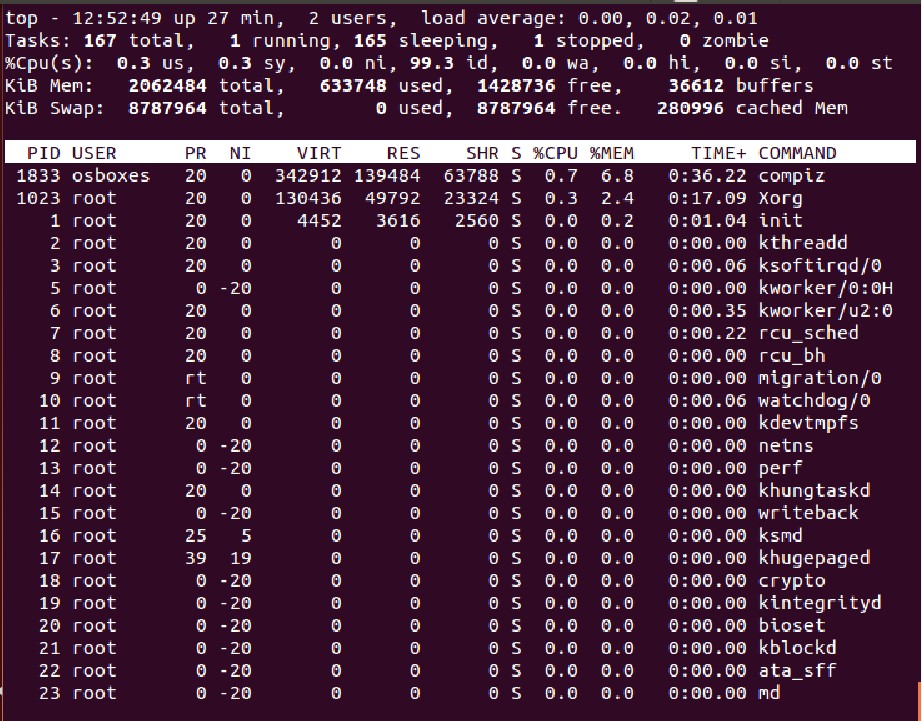 top - 12:52:49 up 27 min,  2 users,  load average: 0.00, 0.02, 0.01
Tasks: 167 total,   1 running, 165 sleeping,   1 stopped,   0 zombie
%Cpu(s):  0.3 us,  0.3 sy,  0.0 ni, 99.3 id,  0.0 wa,  0.0 hi,  0.0 si,  0.0 st
KiB Mem:   2062484 total,   633748 used,  1428736 free,    36612 buffers
KiB Swap:  8787964 total,        0 used,  8787964 free.   280996 cached Mem
  PID USER      PR  NI    VIRT    RES    SHR S %CPU %MEM     TIME+ COMMAND
 1833 osboxes   20   0  342912 139484  63788 S  0.7  6.8   0:36.22 compiz
 1023 root      20   0  130436  49792  23324 S  0.3  2.4   0:17.09 Xorg
    1 root      20   0    4452   3616   2560 S  0.0  0.2   0:01.04 init
    2 root      20   0       0      0      0 S  0.0  0.0   0:00.00 kthreadd
    3 root      20   0       0      0      0 S  0.0  0.0   0:00.06 ksoftirqd/0
    5 root       0 -20       0      0      0 S  0.0  0.0   0:00.00 kworker/0:0H
    6 root      20   0       0      0      0 S  0.0  0.0   0:00.35 kworker/u2:0
    7 root      20   0       0      0      0 S  0.0  0.0   0:00.22 rcu_sched
    8 root      20   0       0      0      0 S  0.0  0.0   0:00.00 rcu_bh
    9 root      rt   0       0      0      0 S  0.0  0.0   0:00.00 migration/0
   10 root      rt   0       0      0      0 S  0.0  0.0   0:00.06 watchdog/0
   11 root      20   0       0      0      0 S  0.0  0.0   0:00.00 kdevtmpfs
   12 root       0 -20       0      0      0 S  0.0  0.0   0:00.00 netns
   13 root       0 -20       0      0      0 S  0.0  0.0   0:00.00 perf
   14 root      20   0       0      0      0 S  0.0  0.0   0:00.00 khungtaskd
   15 root       0 -20       0      0      0 S  0.0  0.0   0:00.00 writeback
   16 root      25   5       0      0      0 S  0.0  0.0   0:00.00 ksmd
   17 root      39  19       0      0      0 S  0.0  0.0   0:00.00 khugepaged
   18 root       0 -20       0      0      0 S  0.0  0.0   0:00.00 crypto
   19 root       0 -20       0      0      0 S  0.0  0.0   0:00.00 kintegrityd
   20 root       0 -20       0      0      0 S  0.0  0.0   0:00.00 bioset
   21 root       0 -20       0      0      0 S  0.0  0.0   0:00.00 kblockd
   22 root       0 -20       0      0      0 S  0.0  0.0   0:00.00 ata_sff
   23 root       0 -20       0      0      0 S  0.0  0.0   0:00.00 md